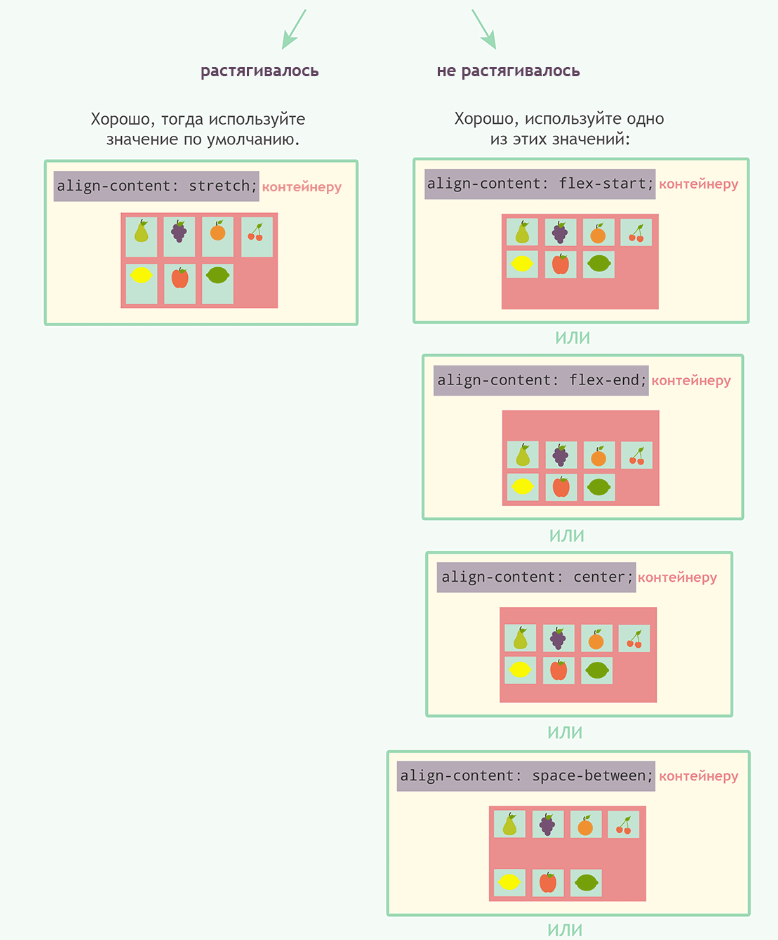 растягивалось
не растягивалось
Хорошо, тогда используйте
значение по умолчанию.
Хорошо, используйте одно
из этих значений:
align-content: stretch; контейнеру
align-content: flex-start; контейнеру
ИЛИ
align-content: flex-end; контейнеру
ИЛИ
align-content: center; контейнеру
ИЛИ
align-content: space-between; контейнеру
ИЛИ